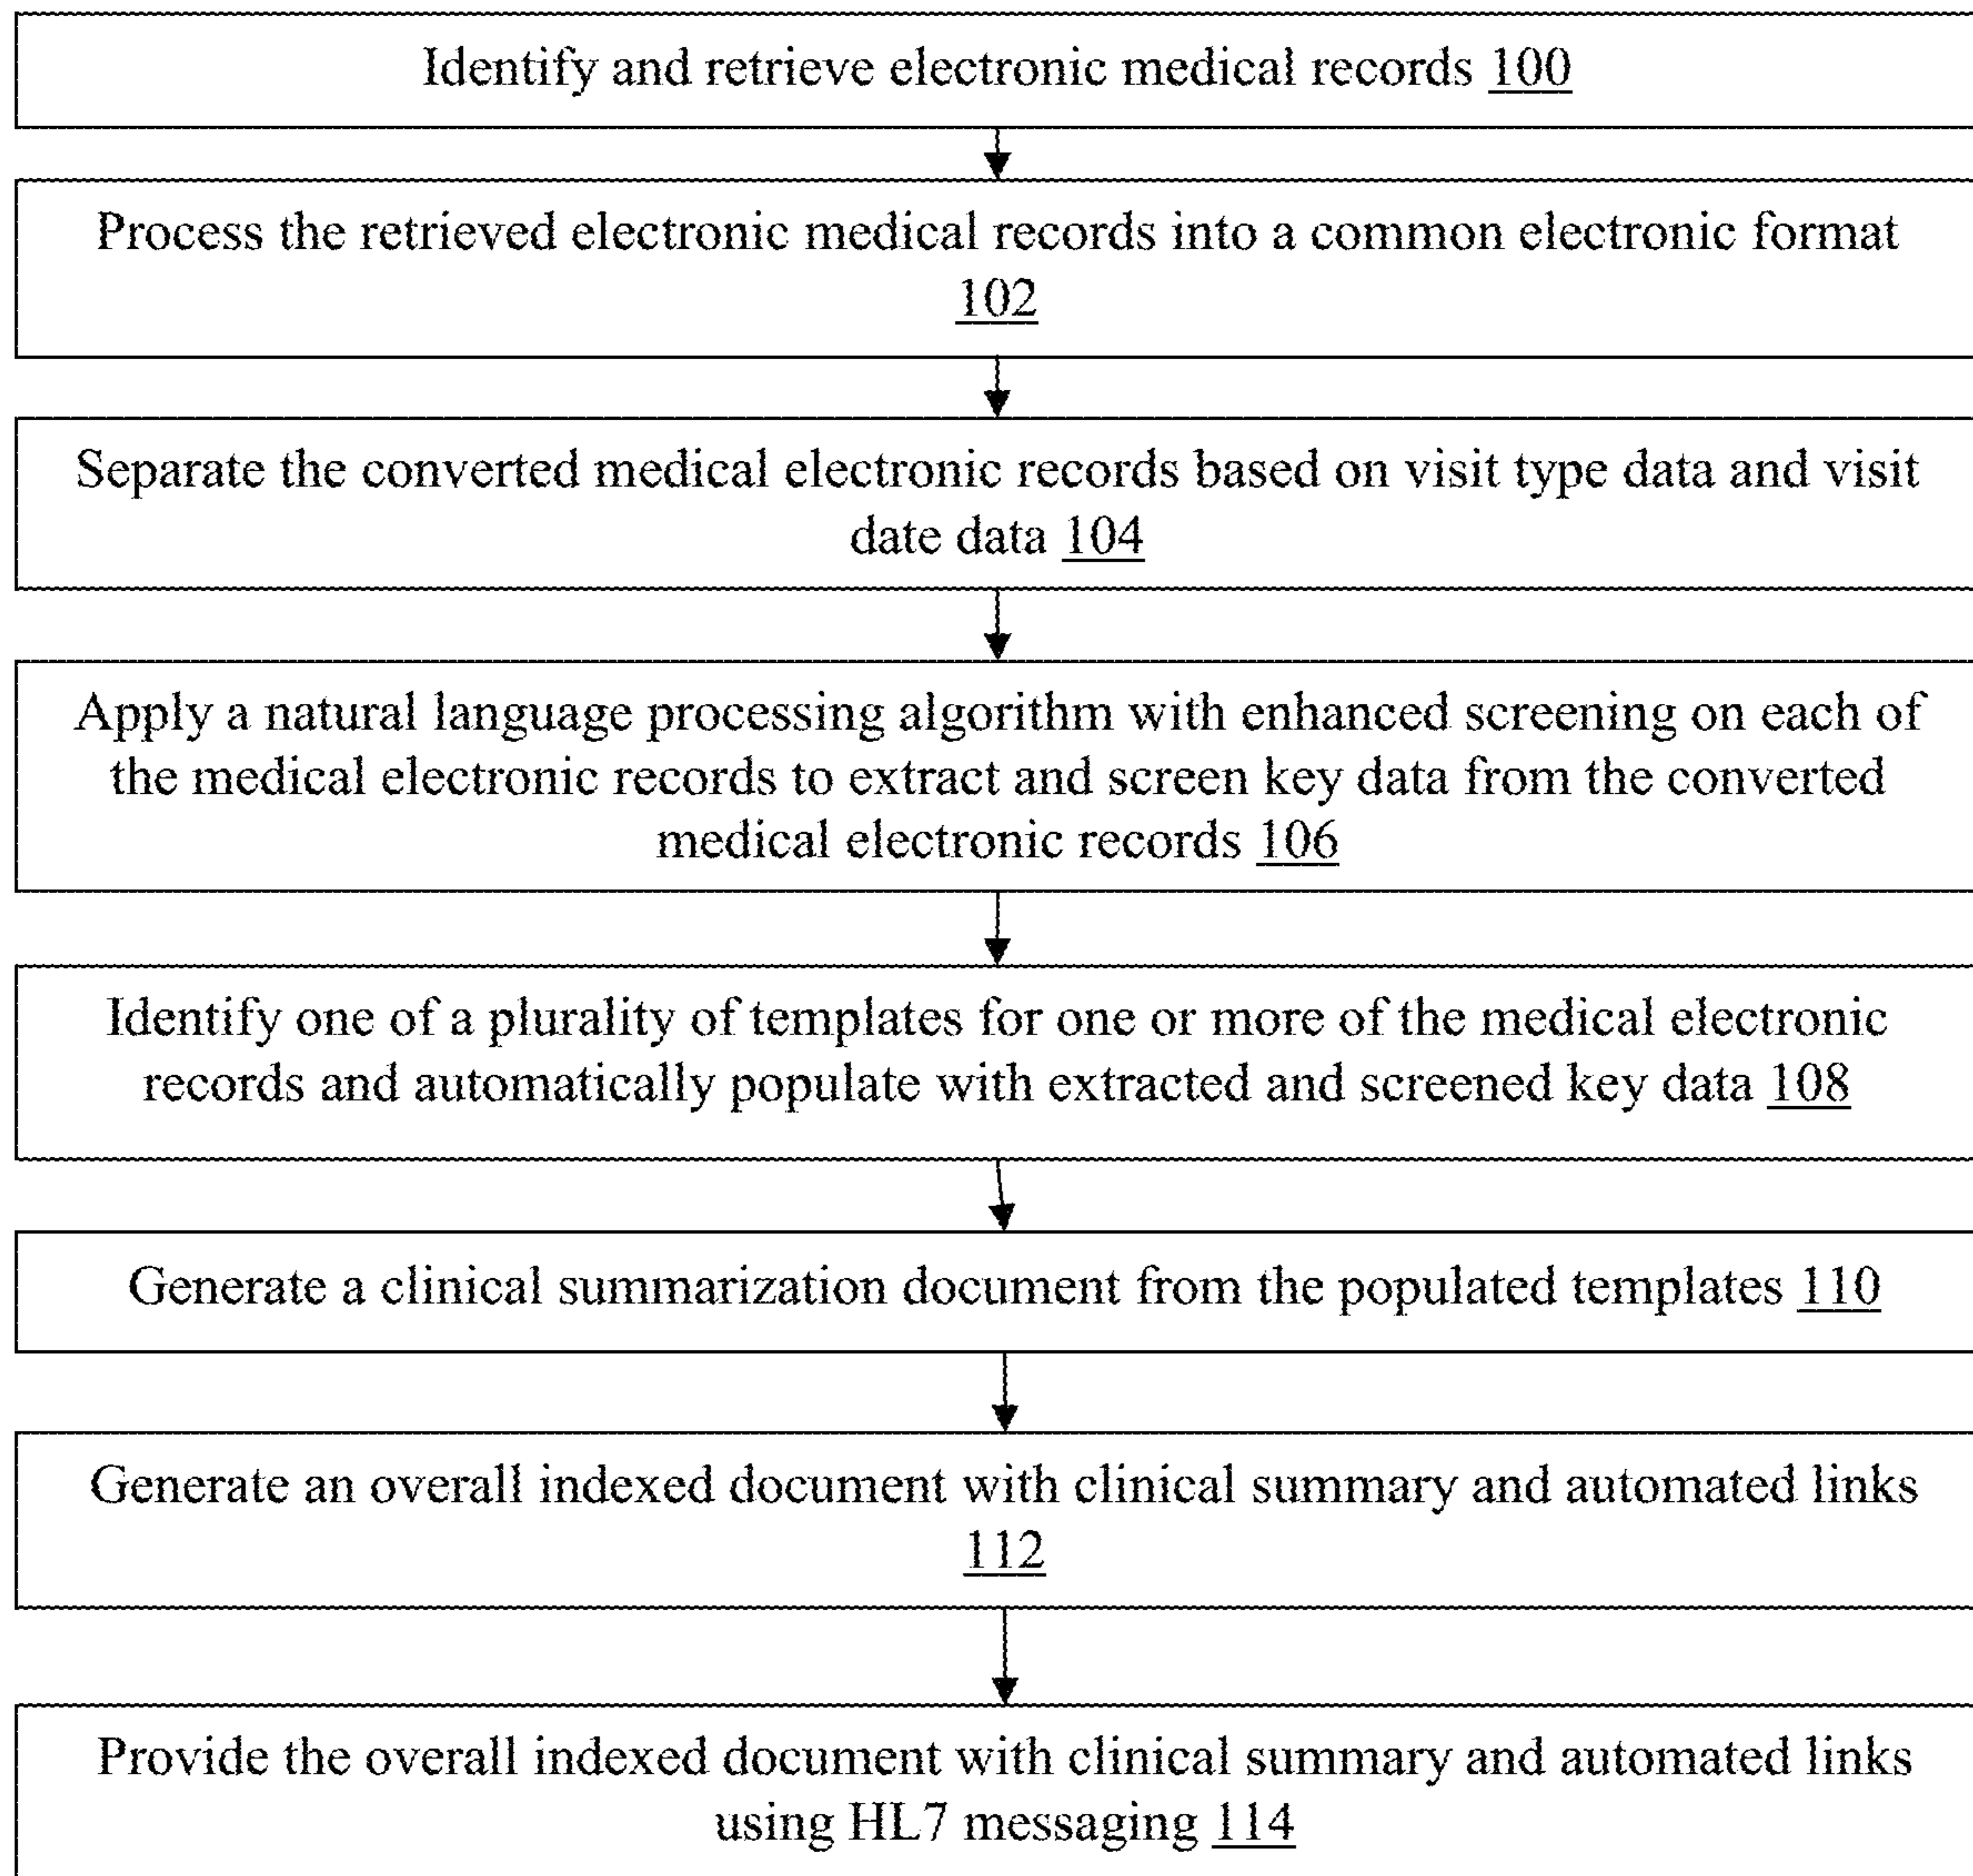 Identify and retrieve electronic medical records 100
Process the retrieved electronic medical records into a common electronic format
102
Separate the converted medical electronic records based on visit type data and visit
date data 104
Apply a natural language processing algorithm with enhanced screening on each of
the medical electronic records to extract and screen key data from the converted
medical electronic records 106
Identify one of a plurality of templates for one or more of the medical electronic
records and automatically populate with extracted and screened key data 108
Generate a clinical summarization document from the populated templates 110
Generate an overall indexed document with clinical summary and automated links
112
Provide the overall indexed document with clinical summary and automated links
using HL7 messaging 114